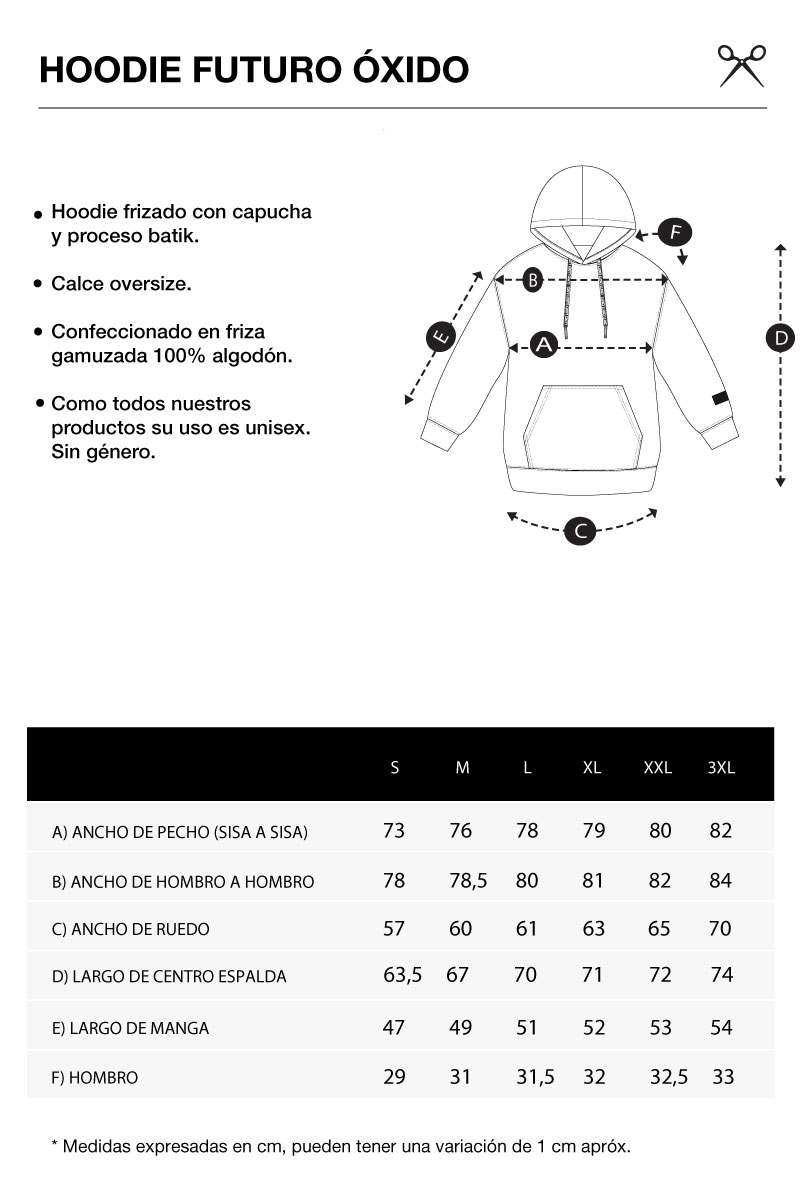 HOODIE FUTURO ÓXIDO
• Hoodie frizado con capucha
y proceso batik.
• Calce oversize.
• Confeccionado en friza
gamuzada 100% algodón.
• Como todos nuestros
productos su uso es unisex.
Sin género.
F
B
E
A
D
C
S M L XL XXL 3XL
A) ANCHO DE PECHO (SISA A SISA) 73 76 78 79 80 82
B) ANCHO DE HOMBRO A HOMBRO 78 78,5 80 81 82 84
C) ANCHO DE RUEDO 57 60 61 63 65 70
D) LARGO DE CENTRO ESPALDA 63,5 67 70 71 72 74
E) LARGO DE MANGA 47 49 51 52 53 54
F) HOMBRO 29 31 31,5 32 32,5 33
* Medidas expresadas en cm, pueden tener una variación de 1 cm apróx.